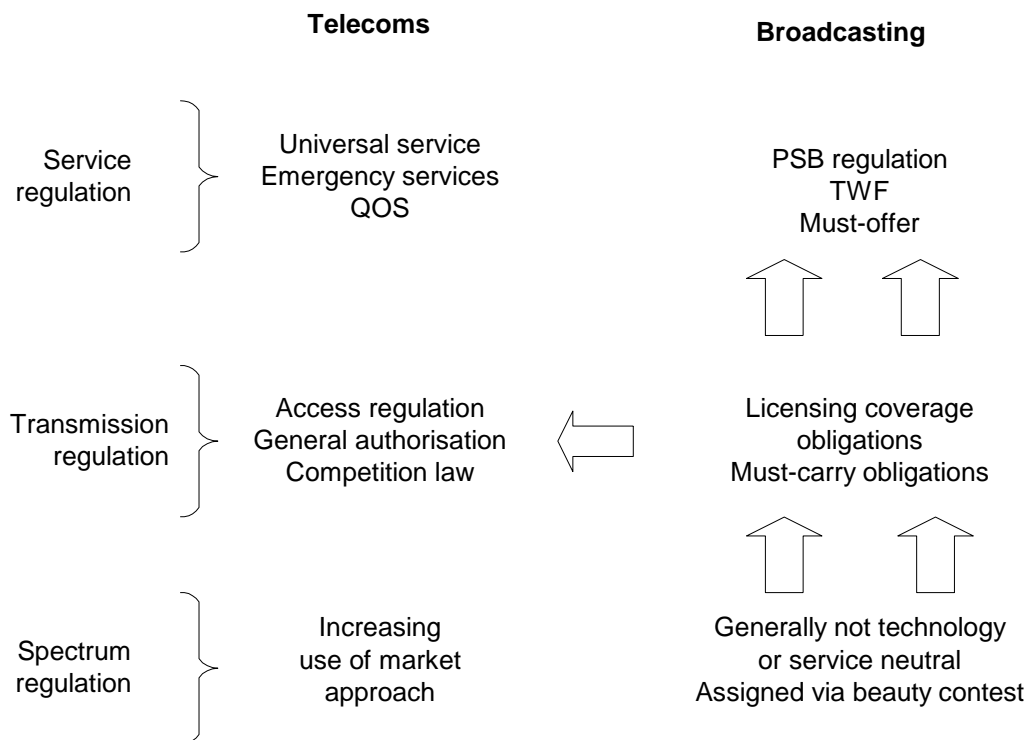 Telecoms
Broadcasting
Service
regulation
Universal service
Emergency services
QOS
PSB regulation
TWF
Must-offer
Transmission
regulation
Access regulation
General authorisation
Competition law
Licensing coverage
obligations
Must-carry obligations
Spectrum
regulation
Increasing
use of market
approach
Generally not technology
or service neutral
Assigned via beauty contest